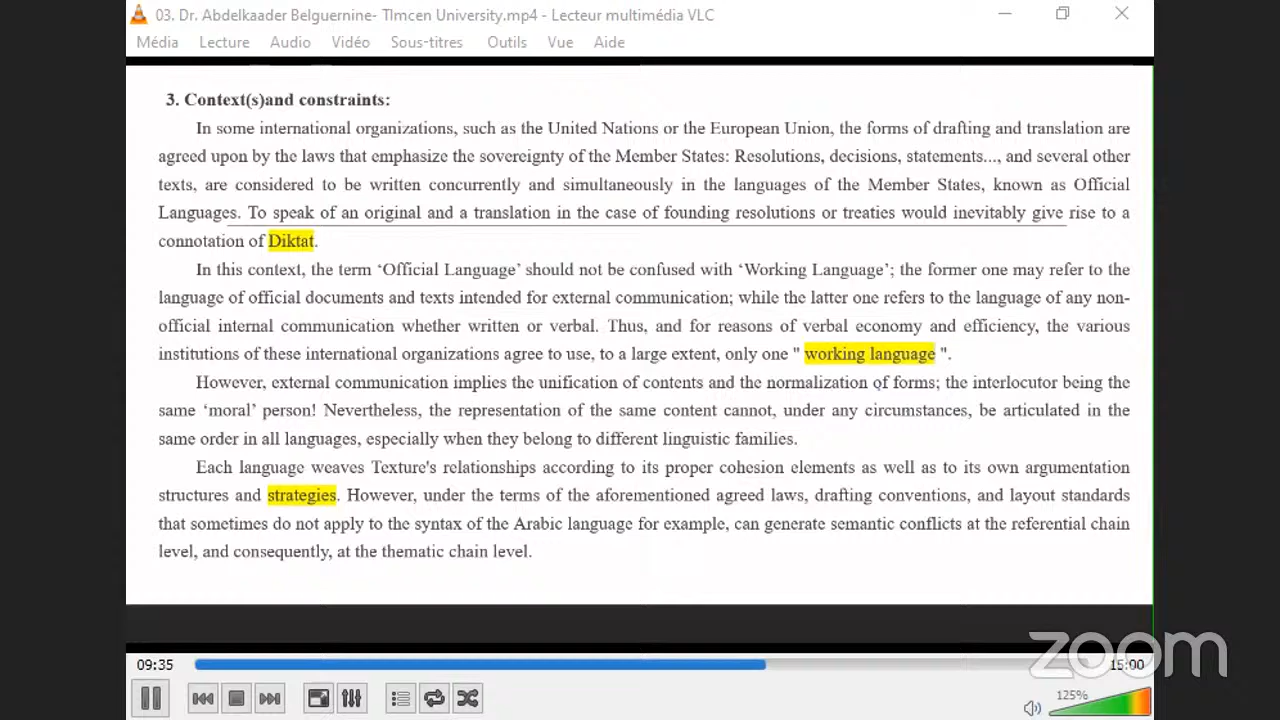 03. Dr. Abdelkaader Belguernine- Tlmcen University.mp4 - Lecteur multimédia VLC
Média Lecture Audio Vidéo Sous-titres Outils Vue Aide
3. Context(s)and constraints:
In some international organizations, such as the United Nations or the European Union, the forms of drafting and translation are
agreed upon by the laws that emphasize the sovereignty of the Member States: Resolutions, decisions, statements..., and several other
texts, are considered to be written concurrently and simultaneously in the languages of the Member States, known as Official
Languages. To speak of an original and a translation in the case of founding resolutions or treaties would inevitably give rise to a
connotation of Diktat.
In this context, the term ‘Official Language’ should not be confused with ‘Working Language’; the former one may refer to the
language of official documents and texts intended for external communication; while the latter one refers to the language of any non-
official internal communication whether written or verbal. Thus, and for reasons of verbal economy and efficiency, the various
institutions of these international organizations agree to use, to a large extent, only one " working language ".
However, external communication implies the unification of contents and the normalization of forms; the interlocutor being the
same ‘moral’ person! Nevertheless, the representation of the same content cannot, under any circumstances, be articulated in the
same order in all languages, especially when they belong to different linguistic families.
Each language weaves Texture's relationships according to its proper cohesion elements as well as to its own argumentation
structures and strategies. However, under the terms of the aforementioned agreed laws, drafting conventions, and layout standards
that sometimes do not apply to the syntax of the Arabic language for example, can generate semantic conflicts at the referential chain
level, and consequently, at the thematic chain level.
zoom
09:35 15:00
125%